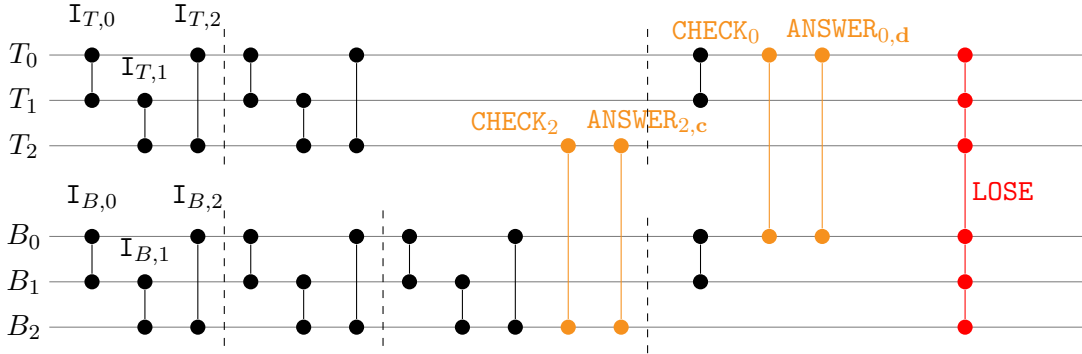 I_{T,0} I_{T,2}
CHECK_0 ANSWER_{0,d}
T_0
I_{T,1}
T_1
CHECK_2 ANSWER_{2,c}
T_2
I_{B,0} I_{B,2}
LOSE
B_0
I_{B,1}
B_1
B_2